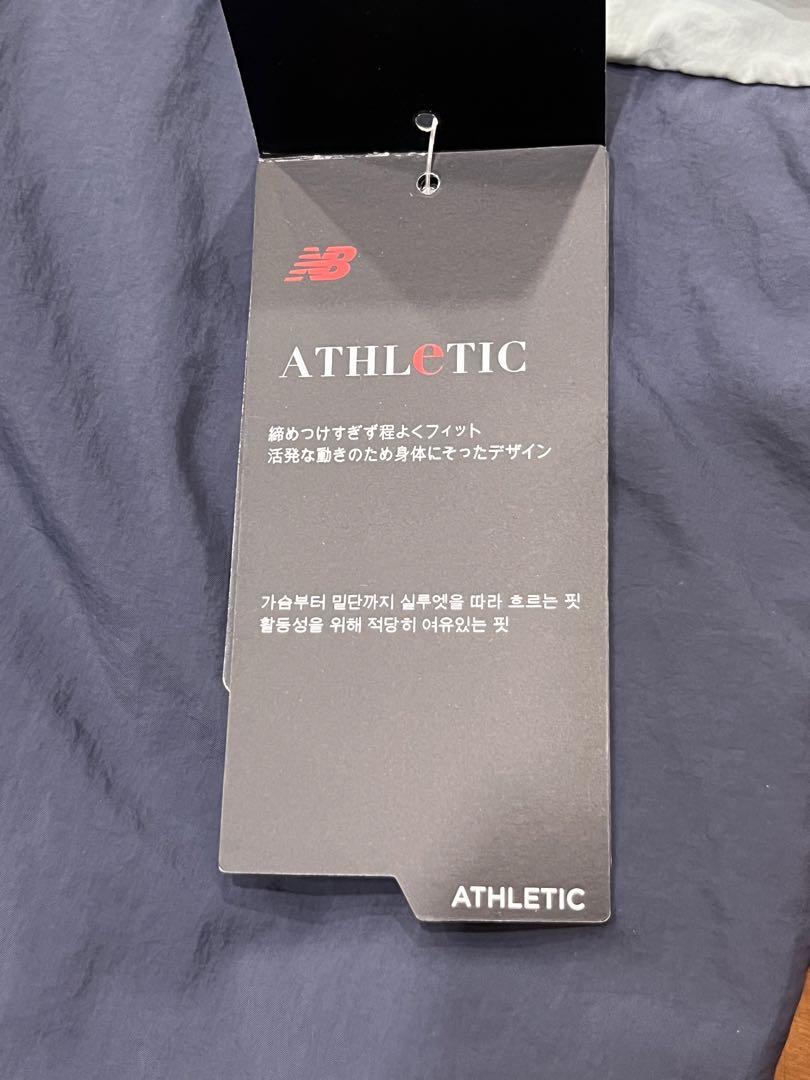 NB
ATHLeTIC
締めつけすぎず程よくフィット
活発な動きのため身体にそったデザイン
가슴부터 밑단까지 실루엣을 따라 흐르는 핏
활동성을 위해 적당히 여유있는 핏
ATHLETIC